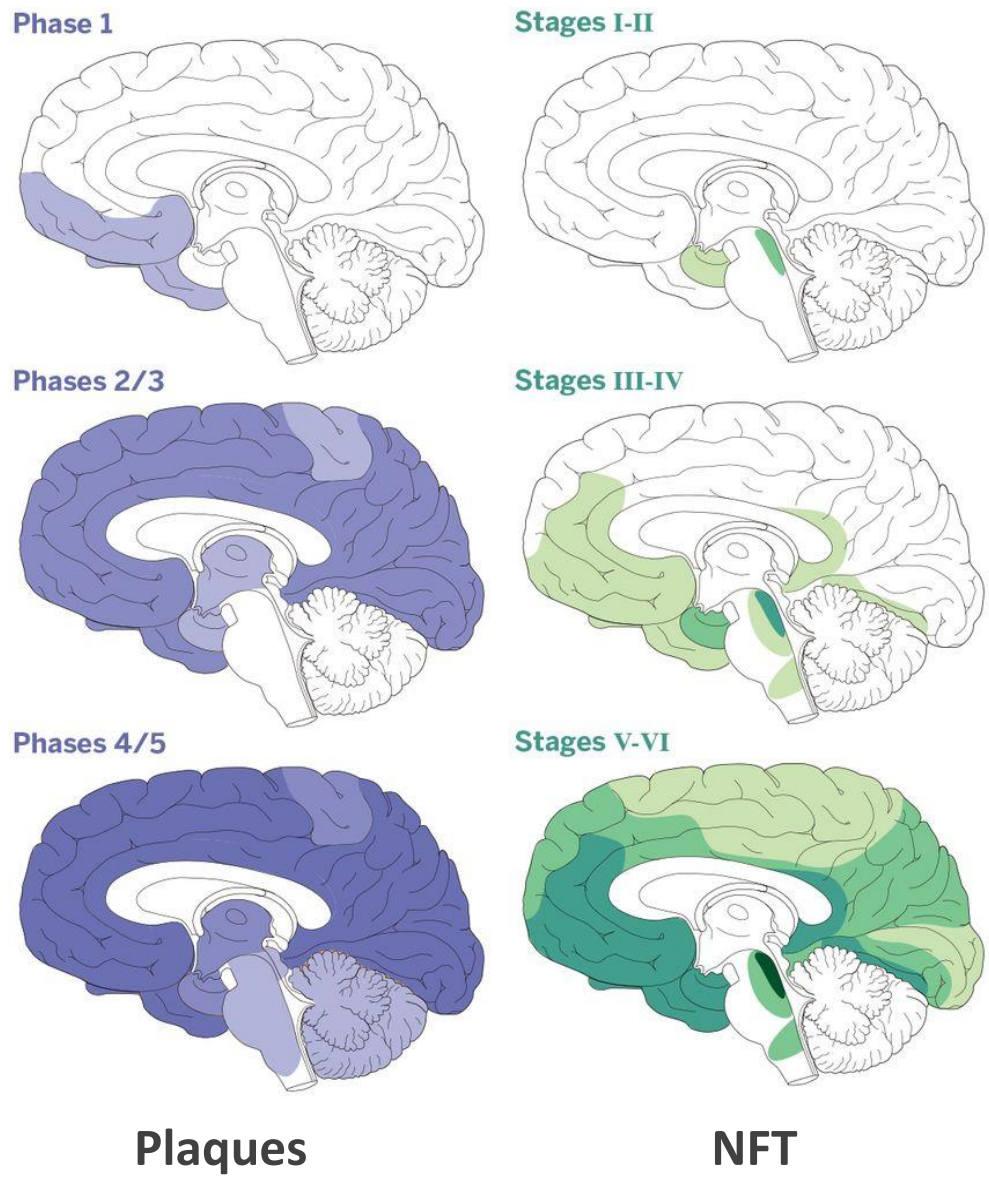 Phase 1
Stages I-II
Phases 2/3
Stages III-IV
Phases 4/5
Stages V-VI
Plaques
NFT